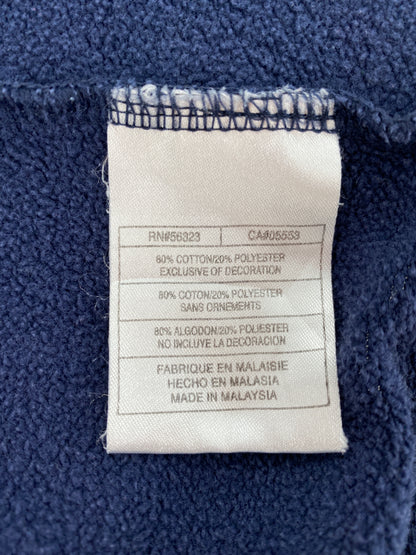 RN#56323 CA#05553
80% COTTON/20% POLYESTER
EXCLUSIVE OF DECORATION
80% COTON/20% POLYESTER
SANS ORNEMENTS
80% ALGODON/20% POLIESTER
NO INCLUYE LA DECORACION
FABRIQUE EN MALAISIE
HECHO EN MALASIA
MADE IN MALAYSIA